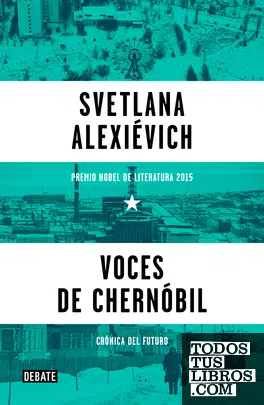 SVETLANA
ALEXIÉVICH
PREMIO NOBEL DE LITERATURA 2015
VOCES
DE CHERNÓBIL
CRÓNICA DEL FUTURO
DEBATE
TODOS
TUS
LIBROS
.COM